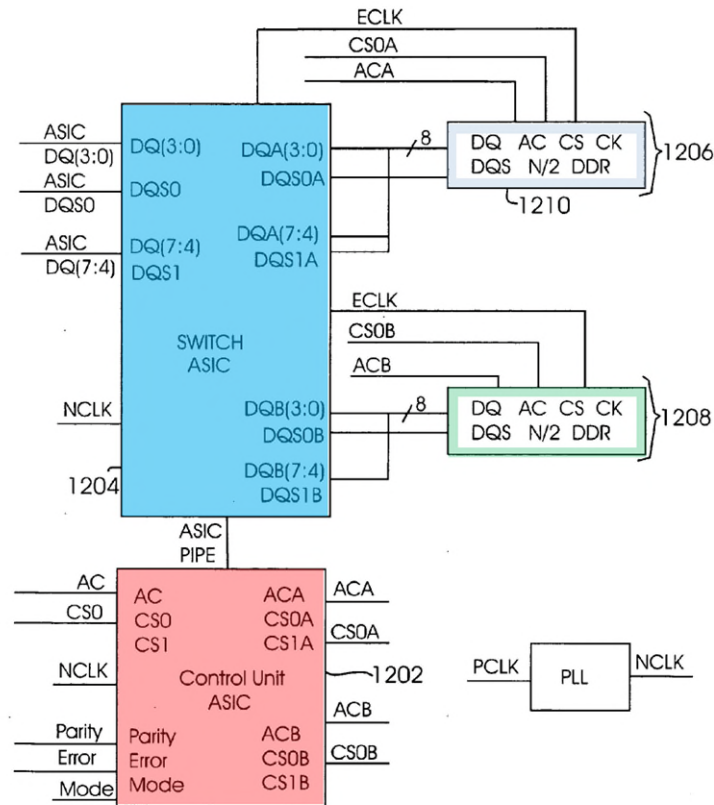 ECLK
CS0A
ACA
ASIC
DQ(3:0)
ASIC
DQS0
ASIC
DQ(7:4)
DQ(3:0)
DQS0
DQ(7:4)
DQS1
DQA(3:0)
DQS0A
DQA(7:4)
DQS1A
8
DQ AC CS CK
DQS N/2 DDR
1206
1210
SWITCH
ASIC
ECLK
CS0B
ACB
NCLK
1204
DQB(3:0)
DQS0B
DQB(7:4)
DQS1B
8
DQ AC CS CK
DQS N/2 DDR
1208
ASIC
PIPE
AC
CS0
NCLK
Parity
Error
Mode
AC
CS0
CS1
ACA
CS0A
CS1A
Control Unit
ASIC
Parity
Error
Mode
ACB
CS0B
CS1B
ACA
CS0A
1202
ACB
CS0B
PCLK
PLL
NCLK